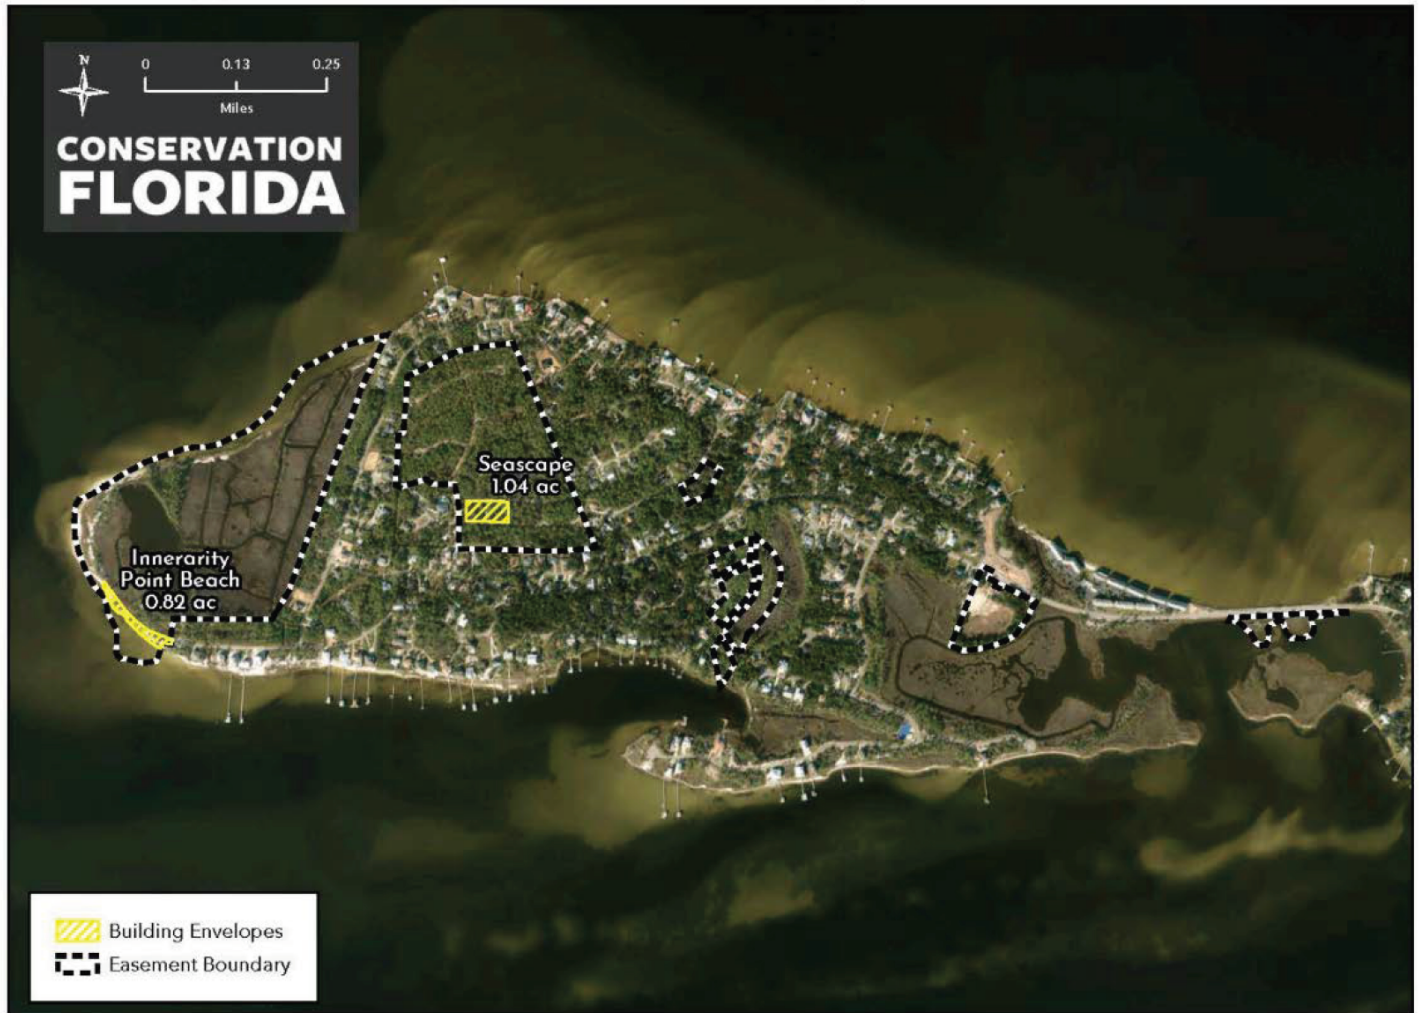 N
0 0.13 0.25
Miles
CONSERVATION
FLORIDA
Seascape
1.04 ac
Innerarity
Point Beach
0.82 ac
Building Envelopes
Easement Boundary